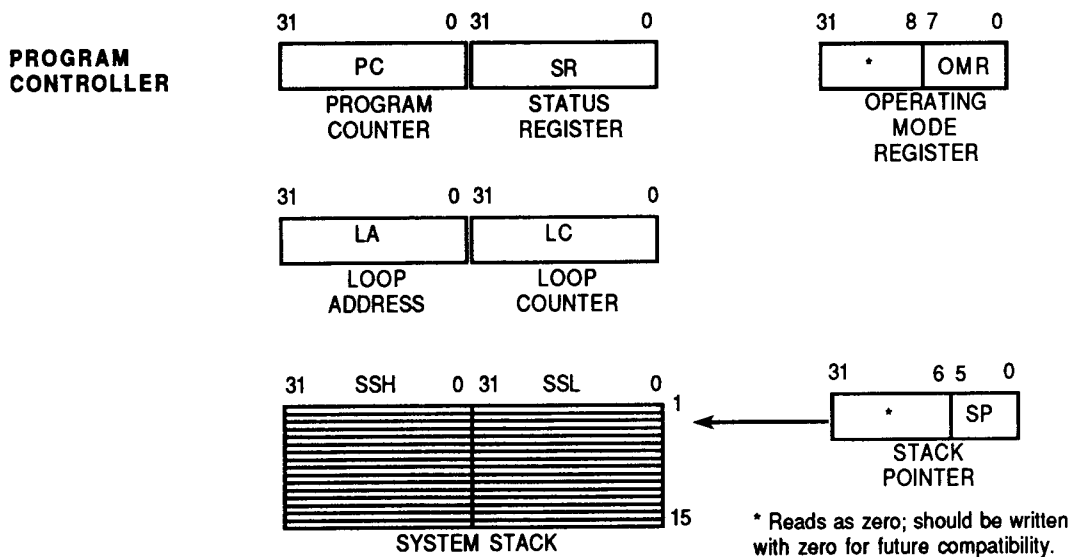 PROGRAM
CONTROLLER
31 0 31 0
PC SR
PROGRAM
COUNTER
STATUS
REGISTER
31 8 7 0
* OMR
OPERATING
MODE
REGISTER
31 0 31 0
LA LC
LOOP
ADDRESS
LOOP
COUNTER
31 SSH 0 31 SSL 0
1
15
SYSTEM STACK
31 6 5 0
* SP
STACK
POINTER
* Reads as zero; should be written
with zero for future compatibility.